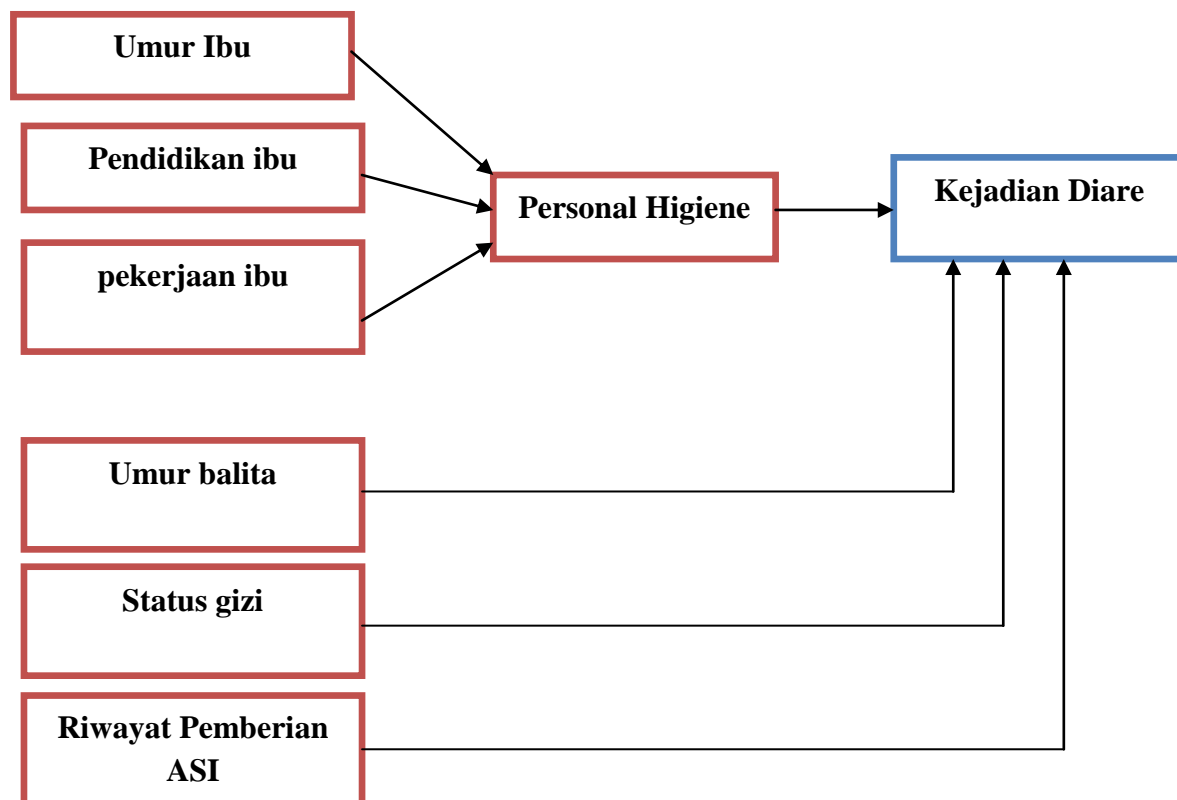 Umur Ibu
Pendidikan ibu
pekerjaan ibu
Personal Higiene
Kejadian Diare
Umur balita
Status gizi
Riwayat Pemberian
ASI